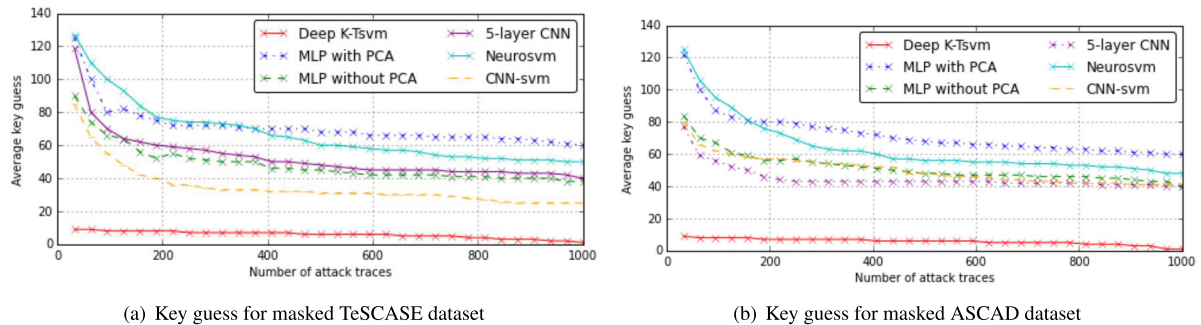 140
120
100
80
60
40
20
0
Average key guess
Deep K-Tsvm
MLP with PCA
MLP without PCA
5-layer CNN
Neurosvm
CNN-svm
0 200 400 600 800 1000
Number of attack traces
(a) Key guess for masked TeSCASE dataset
140
120
100
80
60
40
20
0
Average key guess
Deep K-Tsvm
MLP with PCA
MLP without PCA
5-layer CNN
Neurosvm
CNN-svm
0 200 400 600 800 1000
Number of attack traces
(b) Key guess for masked ASCAD dataset